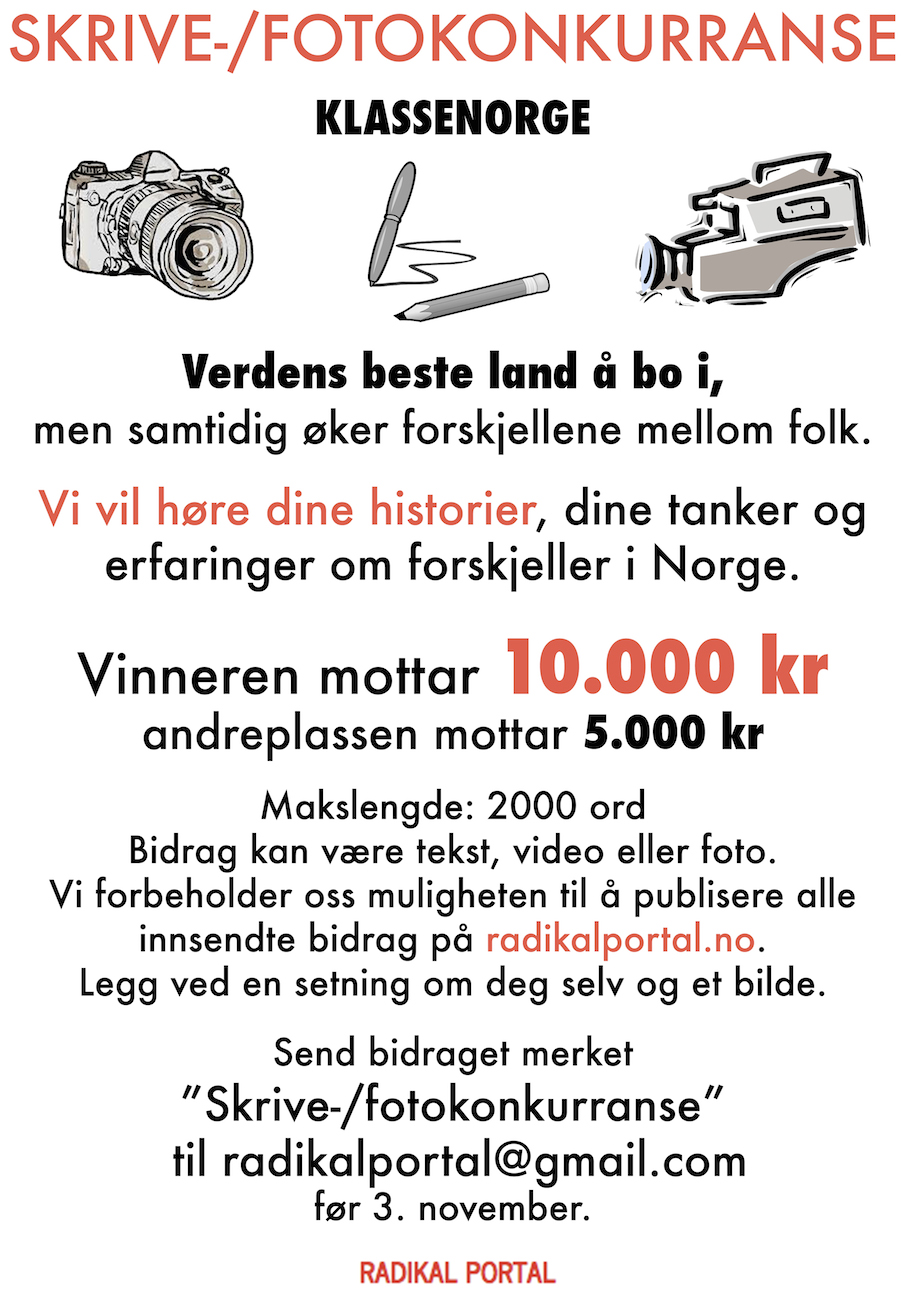 SKRIVE-/FOTOKONKURRANSE
KLASSENORGE
Verdens beste land å bo i,
men samtidig øker forskjellene mellom folk.
Vi vil høre dine historier, dine tanker og
erfaringer om forskjeller i Norge.
Vinneren mottar 10.000 kr
andreplassen mottar 5.000 kr
Makslengde: 2000 ord
Bidrag kan være tekst, video eller foto.
Vi forbeholder oss muligheten til å publisere alle
innsendte bidrag på radikalportal.no.
Legg ved en setning om deg selv og et bilde.
Send bidraget merket
”Skrive-/fotokonkurranse”
til radikalportal@gmail.com
før 3. november.
RADIKAL PORTAL